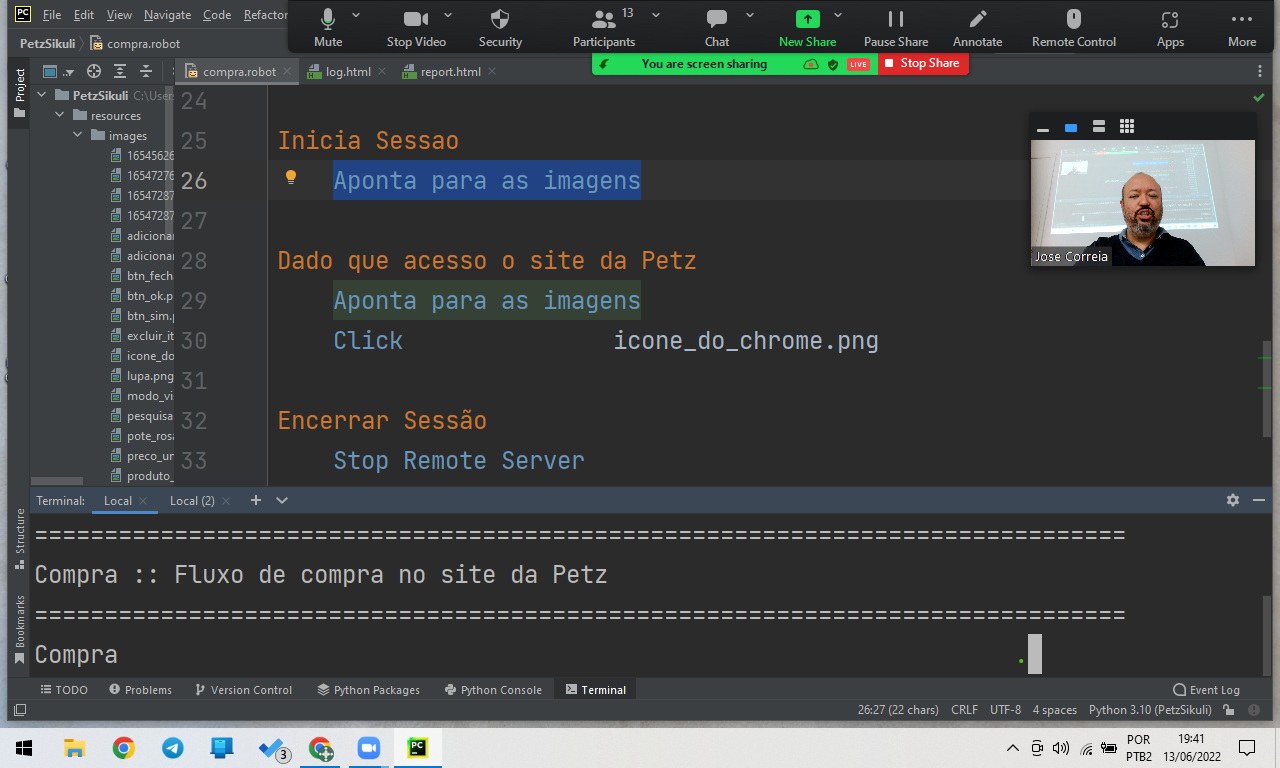 PC File Edit View Navigate Code Refactor
Mute
Stop Video
Security
13
Participants
Chat
New Share
Pause Share
Annotate
Remote Control
Apps
More
PetzSikuli compra.robot
You are screen sharing LIVE Stop Share
Project
compra.robot log.html report.html
PetzSikuli C:\Users
resources
images
16545626
16547276
16547287
16547287
adicionar
adicionar
btn_fech
btn_ok.p
btn_sim.p
excluir_it
icone_do
lupa.png
modo_vi
pesquisa
pote_rosa
preco_un
produto_
24
25 Inicia Sessao
26 Aponta para as imagens
27
28 Dado que acesso o site da Petz
29 Aponta para as imagens
30 Click icone_do_chrome.png
31
32 Encerrar Sessão
33 Stop Remote Server
Jose Correia
Structure
Bookmarks
Terminal: Local Local (2)
==============================================================================
Compra :: Fluxo de compra no site da Petz
==============================================================================
Compra .
TODO Problems Version Control Python Packages Python Console Terminal Event Log
26:27 (22 chars) CRLF UTF-8 4 spaces Python 3.10 (PetzSikuli)
3
PC
POR
PTB2
19:41
13/06/2022